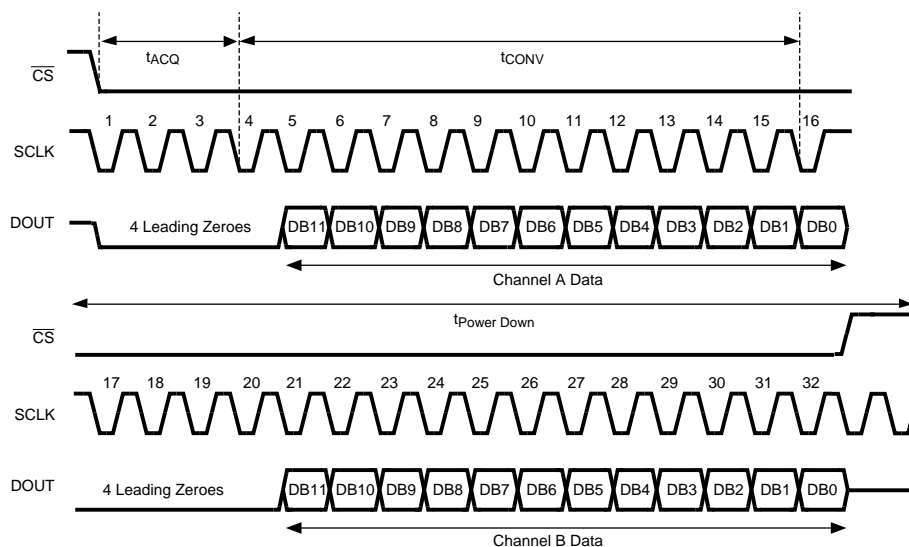 tACQ tCONV
CS
1 2 3 4 5 6 7 8 9 10 11 12 13 14 15 16
SCLK
DOUT 4 Leading Zeroes DB11 DB10 DB9 DB8 DB7 DB6 DB5 DB4 DB3 DB2 DB1 DB0
Channel A Data
tPower Down
CS
17 18 19 20 21 22 23 24 25 26 27 28 29 30 31 32
SCLK
DOUT 4 Leading Zeroes DB11 DB10 DB9 DB8 DB7 DB6 DB5 DB4 DB3 DB2 DB1 DB0
Channel B Data